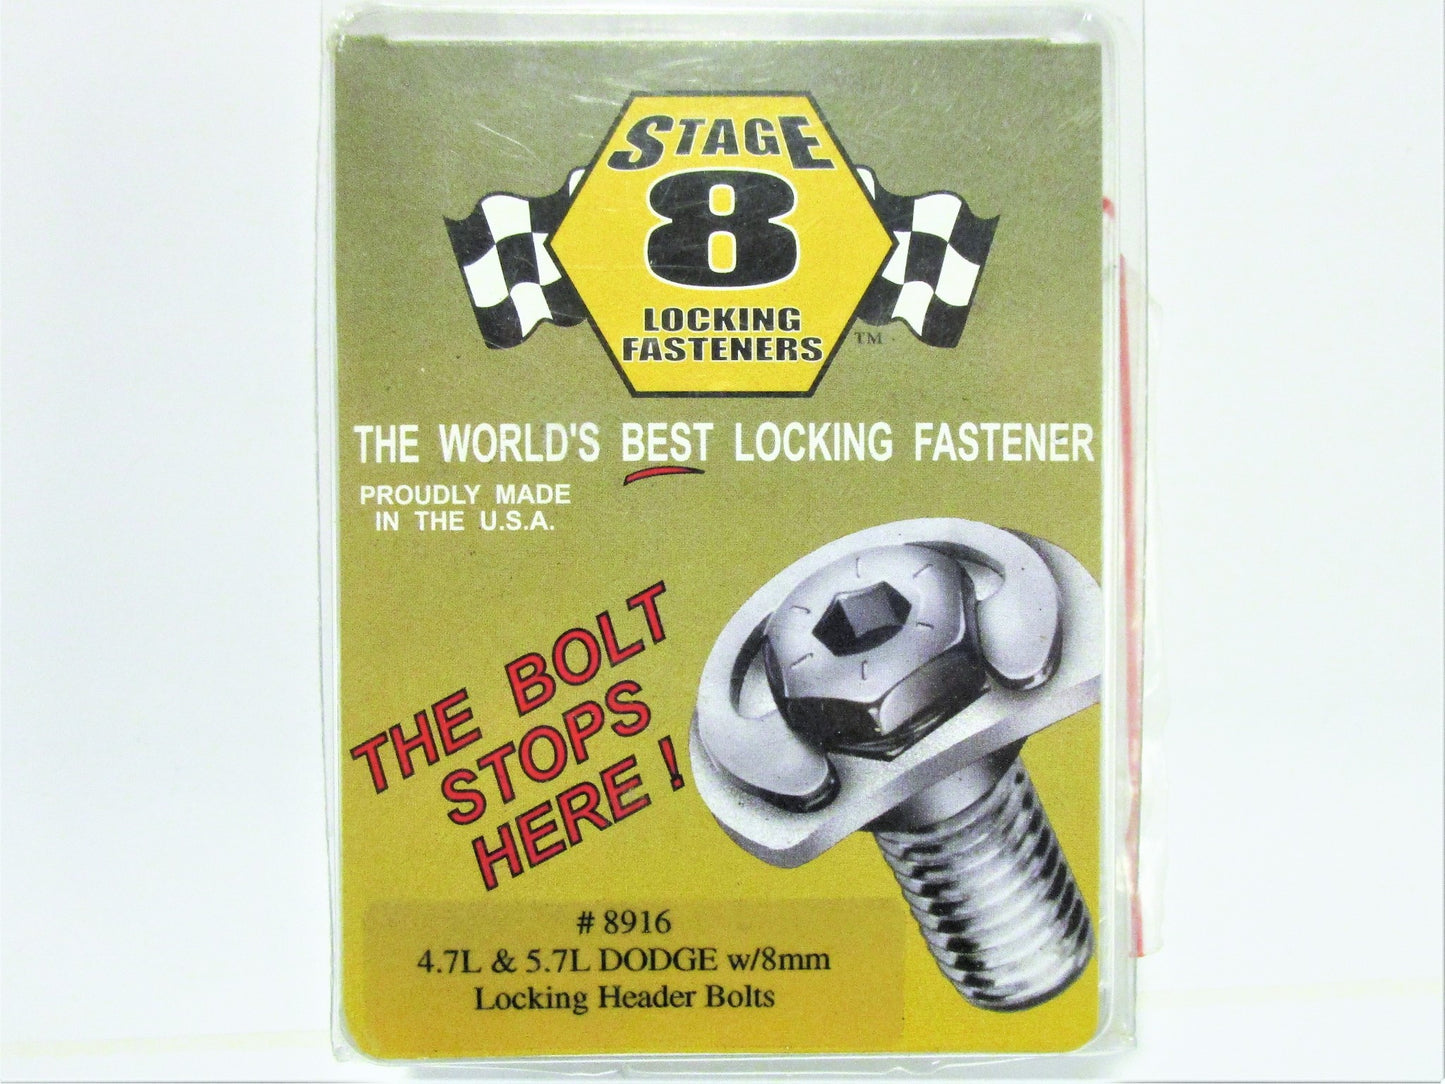 STAGE
8
LOCKING
FASTENERS
TM
THE WORLD'S BEST LOCKING FASTENER
PROUDLY MADE
IN THE U.S.A.
THE BOLT
STOPS
HERE !
# 8916
4.7L & 5.7L DODGE w/8mm
Locking Header Bolts